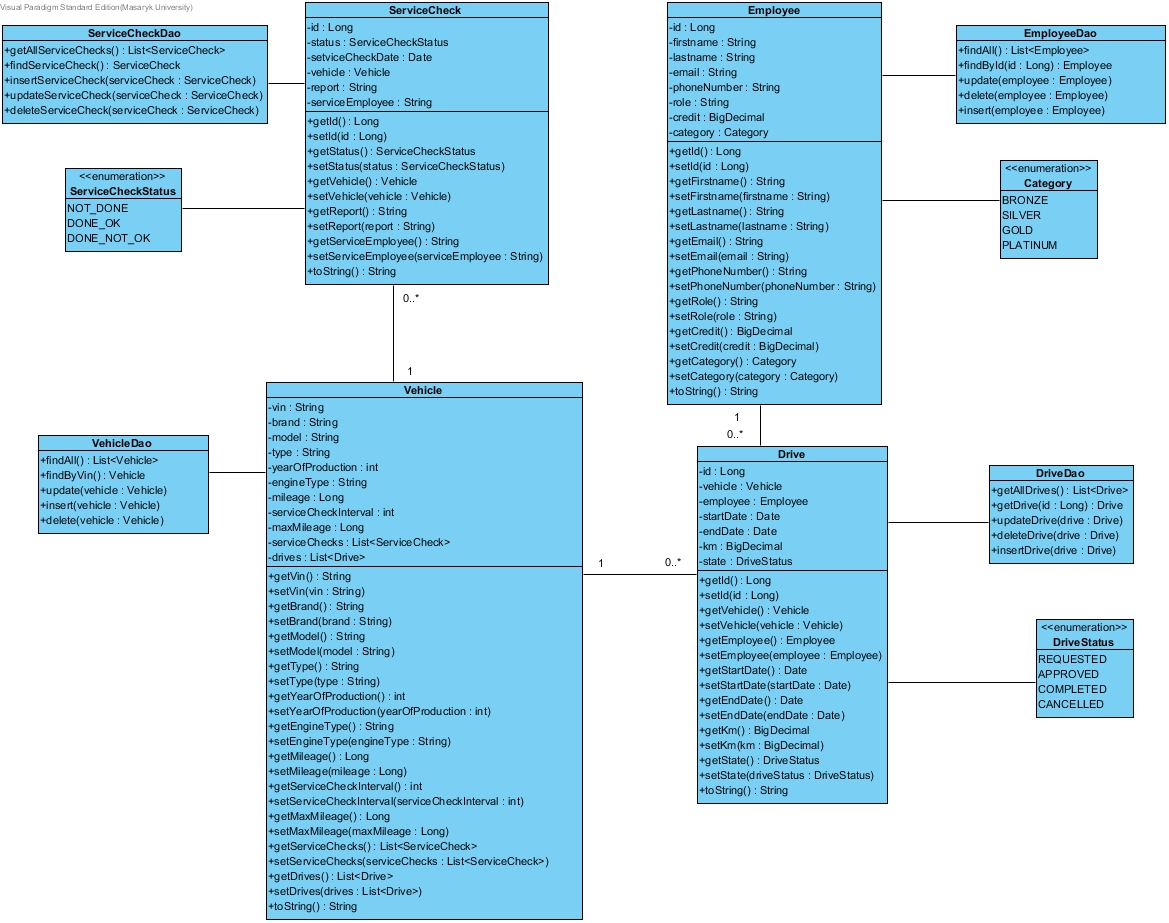 Visual Paradigm Standard Edition(Masaryk University)
ServiceCheckDao
+getAllServiceChecks() : List<ServiceCheck>
+findServiceCheck() : ServiceCheck
+insertServiceCheck(serviceCheck : ServiceCheck)
+updateServiceCheck(serviceCheck : ServiceCheck)
+deleteServiceCheck(serviceCheck : ServiceCheck)
ServiceCheck
-id : Long
-status : ServiceCheckStatus
-setviceCheckDate : Date
-vehicle : Vehicle
-report : String
-serviceEmployee : String
+getId() : Long
+setId(id : Long)
+getStatus() : ServiceCheckStatus
+setStatus(status : ServiceCheckStatus)
+getVehicle() : Vehicle
+setVehicle(vehicle : Vehicle)
+getReport() : String
+setReport(report : String)
+getServiceEmployee() : String
+setServiceEmployee(serviceEmployee : String)
+toString() : String
Employee
-id : Long
-firstname : String
-lastname : String
-email : String
-phoneNumber : String
-role : String
-credit : BigDecimal
-category : Category
+getId() : Long
+setId(id : Long)
+getFirstname() : String
+setFirstname(firstname : String)
+getLastname() : String
+setLastname(lastname : String)
+getEmail() : String
+setEmail(email : String)
+getPhoneNumber() : String
+setPhoneNumber(phoneNumber : String)
+getRole() : String
+setRole(role : String)
+getCredit() : BigDecimal
+setCredit(credit : BigDecimal)
+getCategory() : Category
+setCategory(category : Category)
+toString() : String
EmployeeDao
+findAll() : List<Employee>
+findById(id : Long) : Employee
+update(employee : Employee)
+delete(employee : Employee)
+insert(employee : Employee)
<<enumeration>>
ServiceCheckStatus
NOT_DONE
DONE_OK
DONE_NOT_OK
<<enumeration>>
Category
BRONZE
SILVER
GOLD
PLATINUM
0..*
1
1
0..*
VehicleDao
+findAll() : List<Vehicle>
+findByVin() : Vehicle
+update(vehicle : Vehicle)
+insert(vehicle : Vehicle)
+delete(vehicle : Vehicle)
Vehicle
-vin : String
-brand : String
-model : String
-type : String
-yearOfProduction : int
-engineType : String
-mileage : Long
-serviceCheckInterval : int
-maxMileage : Long
-serviceChecks : List<ServiceCheck>
-drives : List<Drive>
+getVin() : String
+setVin(vin : String)
+getBrand() : String
+setBrand(brand : String)
+getModel() : String
+setModel(model : String)
+getType() : String
+setType(type : String)
+getYearOfProduction() : int
+setYearOfProduction(yearOfProduction : int)
+getEngineType() : String
+setEngineType(engineType : String)
+getMileage() : Long
+setMileage(mileage : Long)
+getServiceCheckInterval() : int
+setServiceCheckInterval(serviceCheckInterval : int)
+getMaxMileage() : Long
+setMaxMileage(maxMileage : Long)
+getServiceChecks() : List<ServiceCheck>
+setServiceChecks(serviceChecks : List<ServiceCheck>)
+getDrives() : List<Drive>
+setDrives(drives : List<Drive>)
+toString() : String
1
0..*
Drive
-id : Long
-vehicle : Vehicle
-employee : Employee
-startDate : Date
-endDate : Date
-km : BigDecimal
-state : DriveStatus
+getId() : Long
+setId(id : Long)
+getVehicle() : Vehicle
+setVehicle(vehicle : Vehicle)
+getEmployee() : Employee
+setEmployee(employee : Employee)
+getStartDate() : Date
+setStartDate(startDate : Date)
+getEndDate() : Date
+setEndDate(endDate : Date)
+getKm() : BigDecimal
+setKm(km : BigDecimal)
+getState() : DriveStatus
+setState(driveStatus : DriveStatus)
+toString() : String
DriveDao
+getAllDrives() : List<Drive>
+getDrive(id : Long) : Drive
+updateDrive(drive : Drive)
+deleteDrive(drive : Drive)
+insertDrive(drive : Drive)
<<enumeration>>
DriveStatus
REQUESTED
APPROVED
COMPLETED
CANCELLED